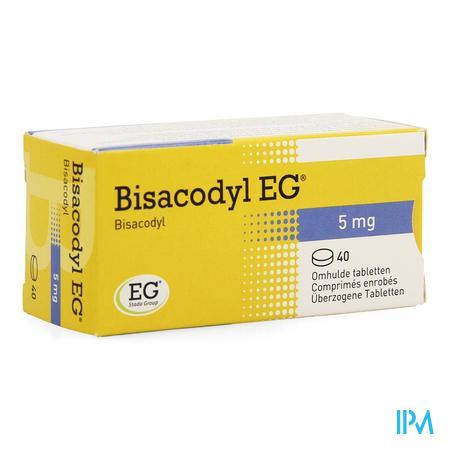 Bisacodyl EG®
Bisacodyl
5 mg
40
Bisacodyl EG®
Bisacodyl
5 mg
40
Omhulde tabletten
Comprimés enrobés
Überzogene Tabletten
EG®
Stada Group
IPM